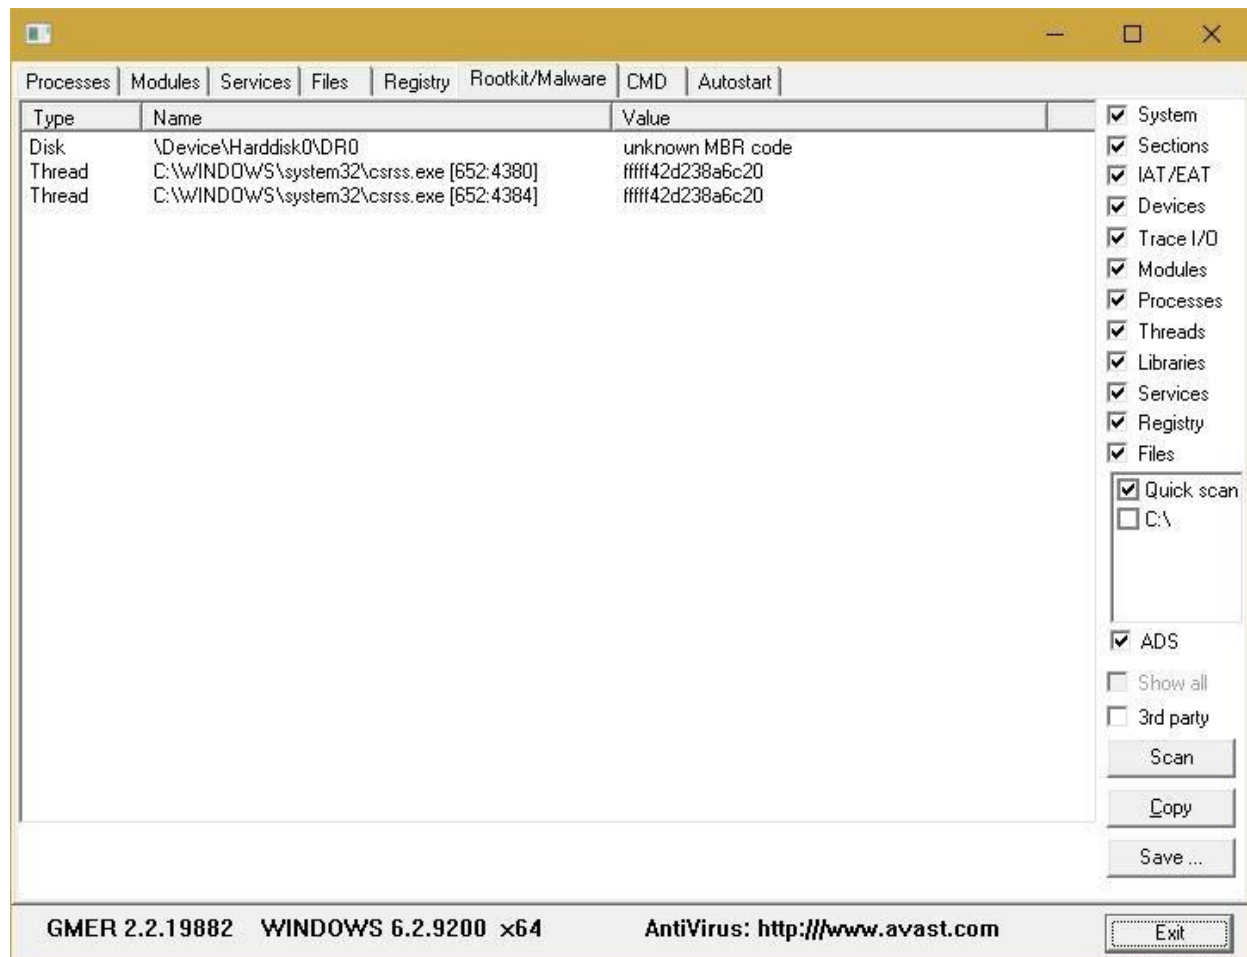 Processes Modules Services Files Registry Rootkit/Malware CMD Autostart
Type Name Value
Disk \Device\Harddisk0\DR0 unknown MBR code
Thread C:\WINDOWS\system32\csrss.exe [652:4380] fffff42d238a6c20
Thread C:\WINDOWS\system32\csrss.exe [652:4384] fffff42d238a6c20
System
Sections
IAT/EAT
Devices
Trace I/O
Modules
Processes
Threads
Libraries
Services
Registry
Files
Quick scan
C:\
ADS
Show all
3rd party
Scan
Copy
Save ...
GMER 2.2.19882 WINDOWS 6.2.9200 x64 AntiVirus: http:///www.avast.com Exit